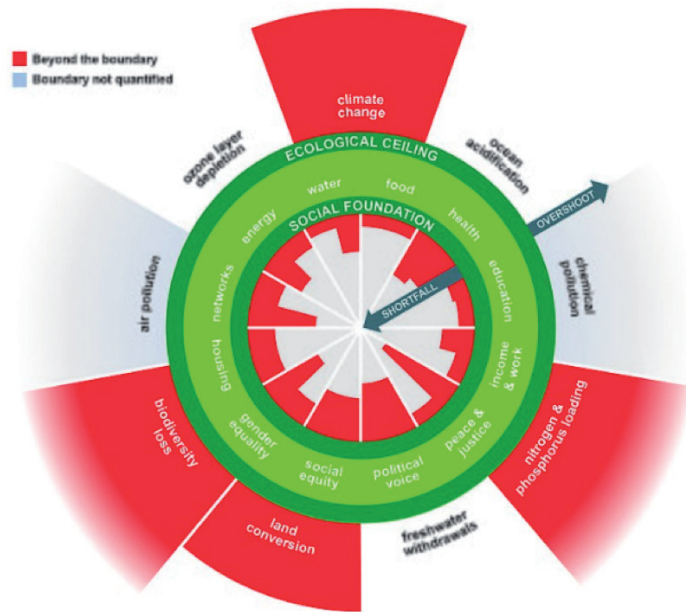 Beyond the boundary
Boundary not quantified
climate
change
ozone layer
depletion
ocean
acidification
ECOLOGICAL CEILING
water
food
energy
health
SOCIAL FOUNDATION
OVERSHOOT
SHORTFALL
networks
education
air pollution
chemical
pollution
housing
income
& work
gender
equality
peace &
justice
social
equity
political
voice
biodiversity
loss
nitrogen &
phosphorus loading
land
conversion
freshwater
withdrawals